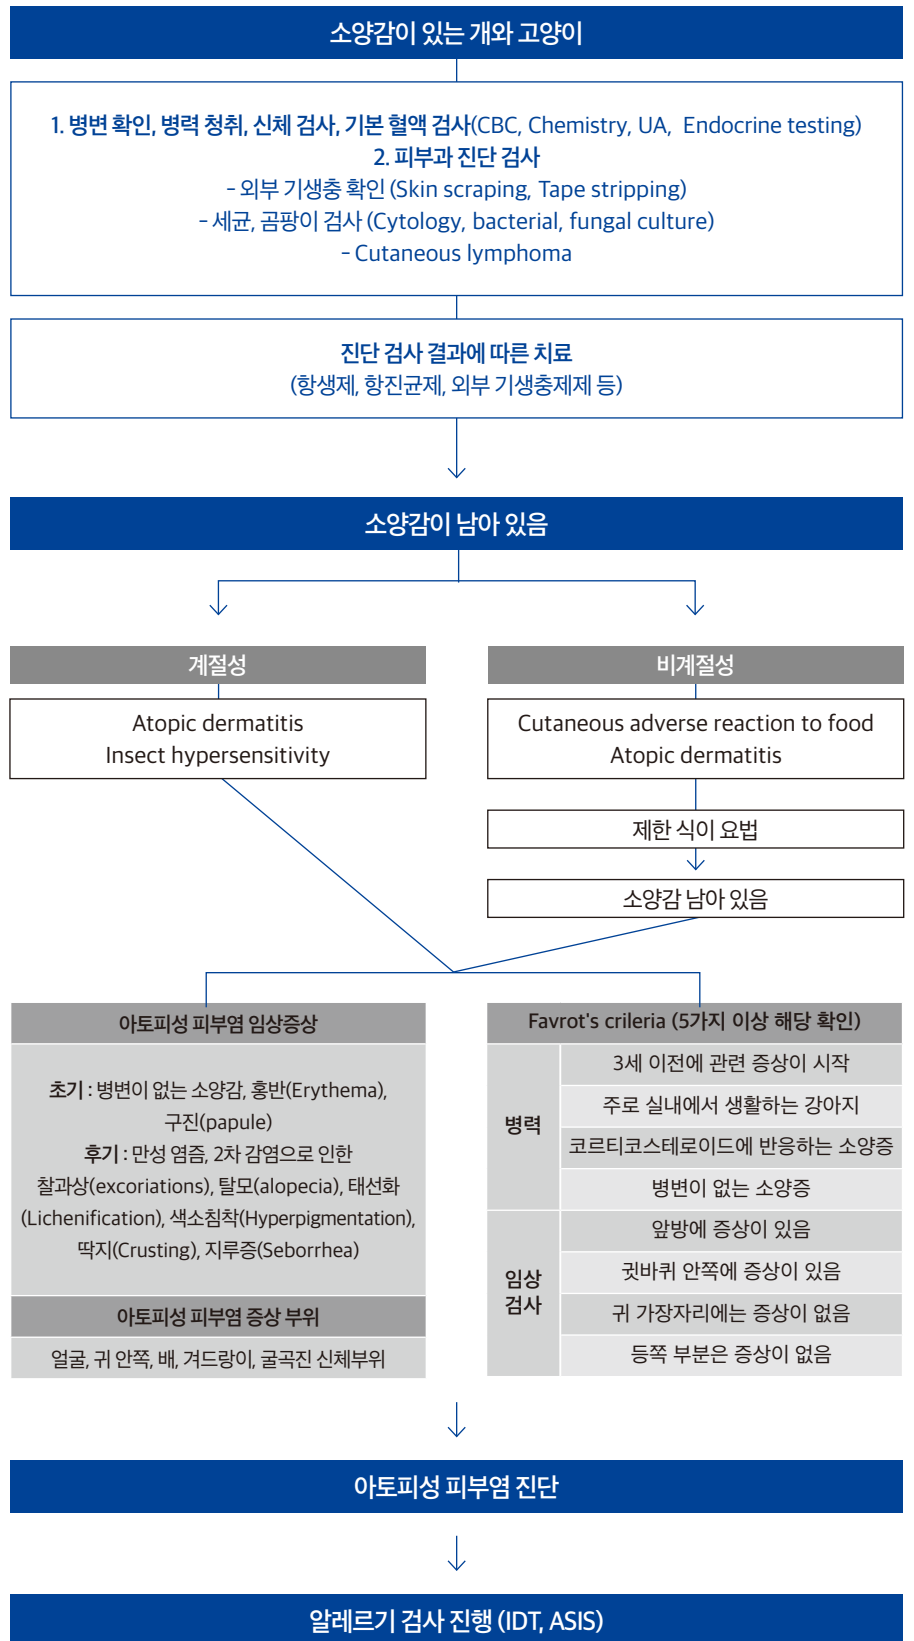 소양감이 있는 개와 고양이
1. 병변 확인, 병력 청취, 신체 검사, 기본 혈액 검사(CBC, Chemistry, UA, Endocrine testing)
2. 피부과 진단 검사
- 외부 기생충 확인 (Skin scraping, Tape stripping)
- 세균, 곰팡이 검사 (Cytology, bacterial, fungal culture)
- Cutaneous lymphoma
진단 검사 결과에 따른 치료
(항생제, 항진균제, 외부 기생충제제 등)
소양감이 남아 있음
계절성
Atopic dermatitis
Insect hypersensitivity
비계절성
Cutaneous adverse reaction to food
Atopic dermatitis
제한 식이 요법
소양감 남아 있음
아토피성 피부염 임상증상
초기 : 병변이 없는 소양감, 홍반(Erythema),
구진(papule)
후기 : 만성 염증, 2차 감염으로 인한
찰과상(excoriations), 탈모(alopecia), 태선화
(Lichenification), 색소침착(Hyperpigmentation),
딱지(Crusting), 지루증(Seborrhea)
아토피성 피부염 증상 부위
얼굴, 귀 안쪽, 배, 겨드랑이, 굴곡진 신체부위
Favrot's crileria (5가지 이상 해당 확인)
병력
3세 이전에 관련 증상이 시작
주로 실내에서 생활하는 강아지
코르티코스테로이드에 반응하는 소양증
병변이 없는 소양증
임상
검사
앞방에 증상이 있음
귓바퀴 안쪽에 증상이 있음
귀 가장자리에는 증상이 없음
등쪽 부분은 증상이 없음
아토피성 피부염 진단
알레르기 검사 진행 (IDT, ASIS)